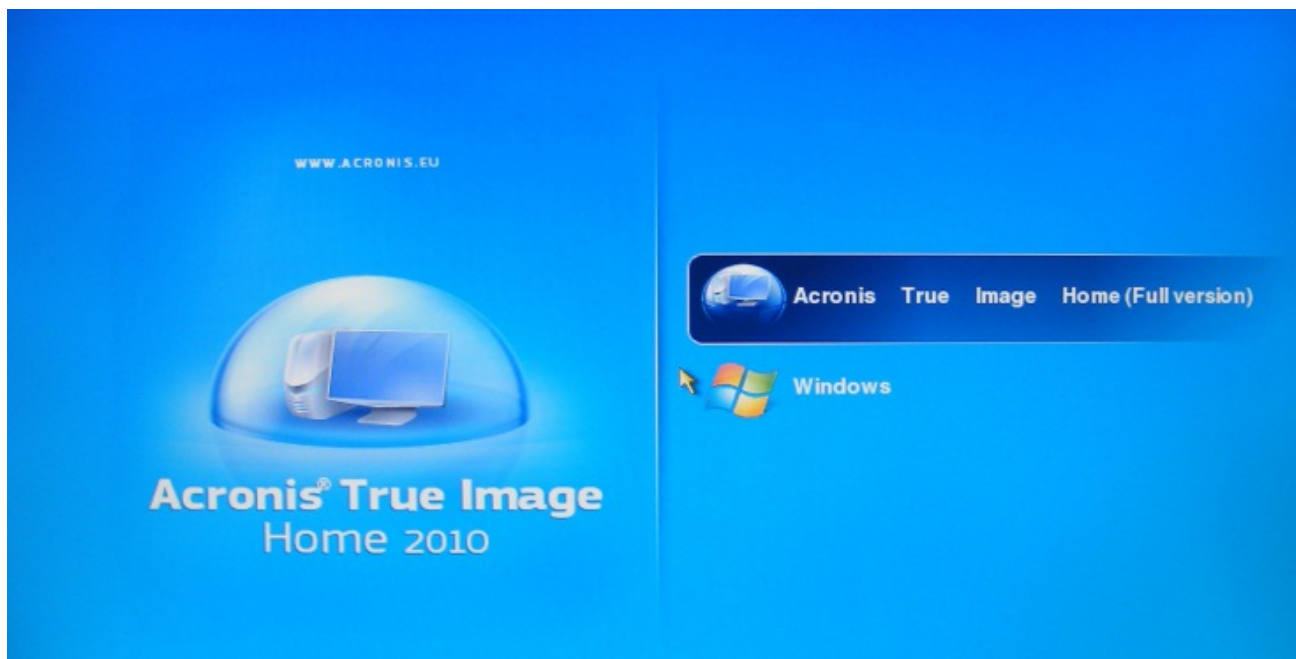 WWW.ACRONIS.EU
Acronis® True Image
Home 2010
Acronis True Image Home (Full version)
Windows